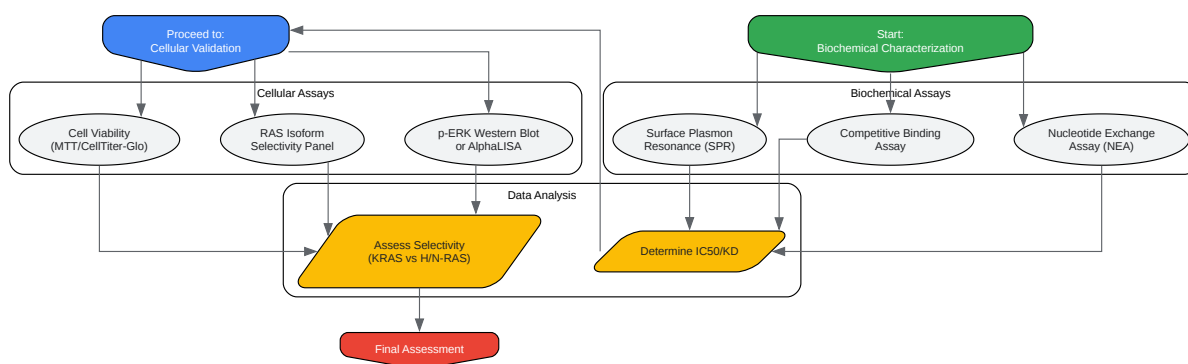 Proceed to:
Cellular Validation
Start:
Biochemical Characterization
Cellular Assays
Biochemical Assays
Cell Viability
(MTT/CellTiter-Glo)
RAS Isoform
Selectivity Panel
p-ERK Western Blot
or AlphaLISA
Surface Plasmon
Resonance (SPR)
Competitive Binding
Assay
Nucleotide Exchange
Assay (NEA)
Data Analysis
Assess Selectivity
(KRAS vs H/N-RAS)
Determine IC50/KD
Final Assessment